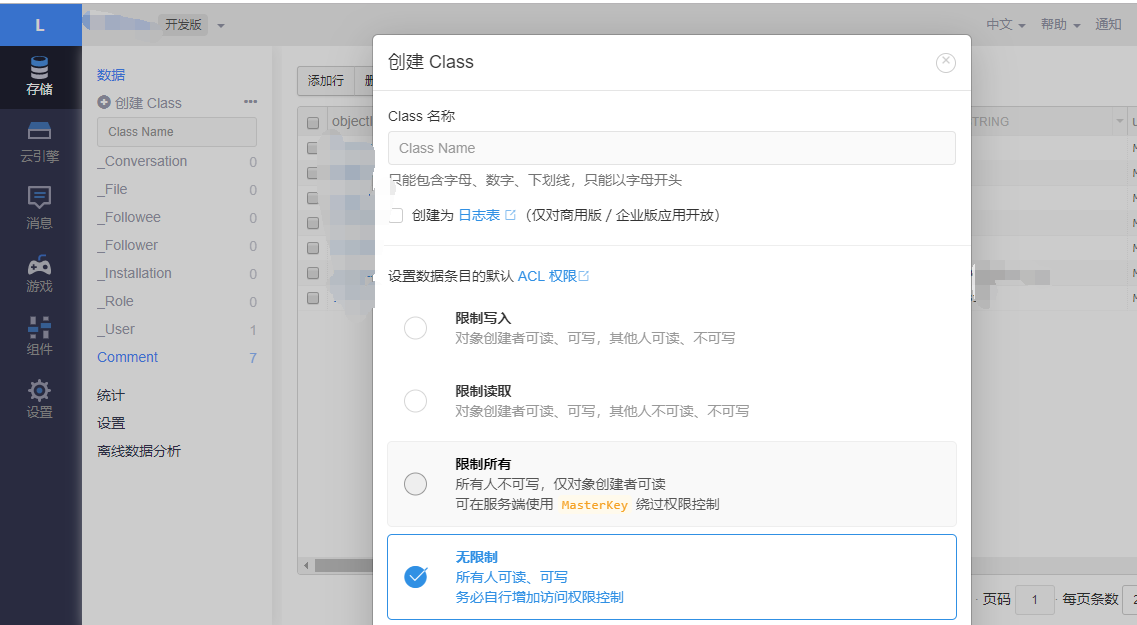 L
开发版
中文
帮助
通知
存储
云引擎
消息
游戏
组件
设置
数据
创建 Class
Class Name
_Conversation 0
_File 0
_Followee 0
_Follower 0
_Installation 0
_Role 0
_User 1
Comment 7
统计
设置
离线数据分析
添加行
TRING
创建 Class
Class 名称
Class Name
只能包含字母、数字、下划线，只能以字母开头
创建为 日志表 （仅对商用版 / 企业版应用开放）
设置数据条目的默认 ACL 权限
限制写入
对象创建者可读、可写，其他人可读、不可写
限制读取
对象创建者可读、可写，其他人不可读、不可写
限制所有
所有人不可写，仅对象创建者可读
可在服务端使用 MasterKey 绕过权限控制
无限制
所有人可读、可写
务必自行增加访问权限控制
页码 1 每页条数